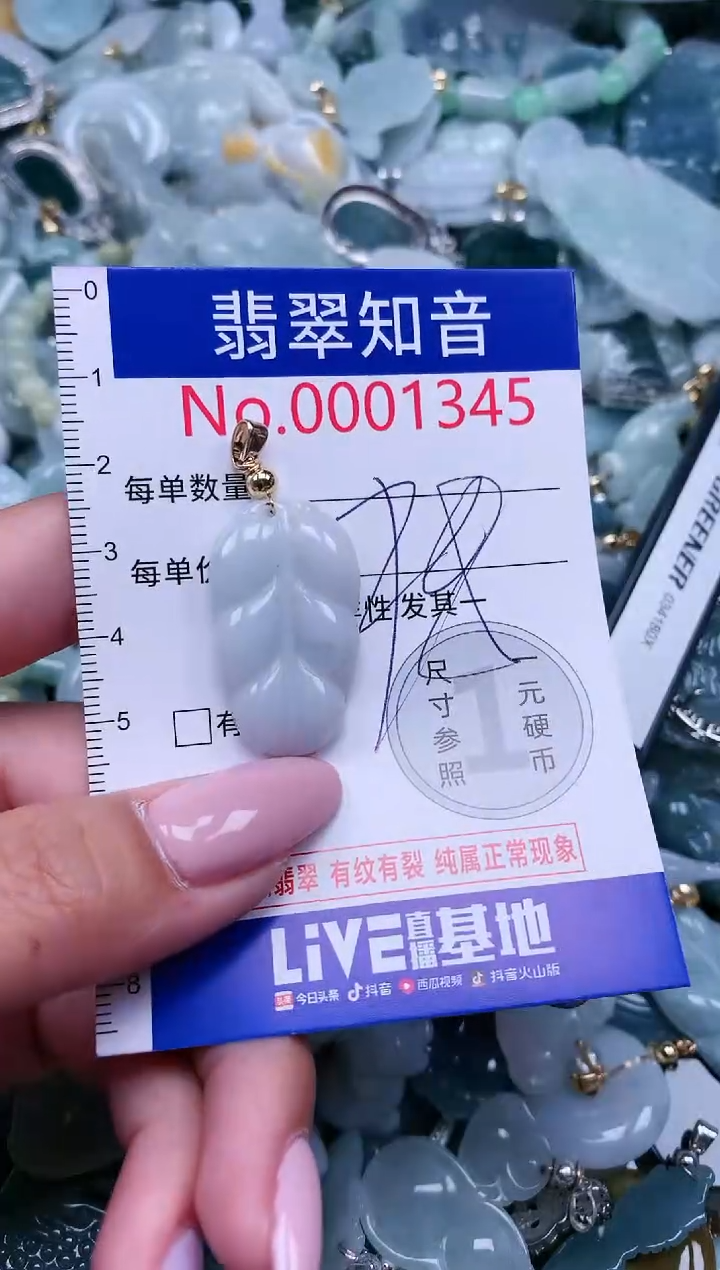 0
翡翠知音
1
No.0001345
2
每单数量
3
每单价
性发其一
4
尺寸参照
1
元硬币
5
有
翡翠 有纹有裂 纯属正常现象
LiVE直播基地
8
今日头条 抖音 西瓜视频 抖音火山版
GREENER 034180X